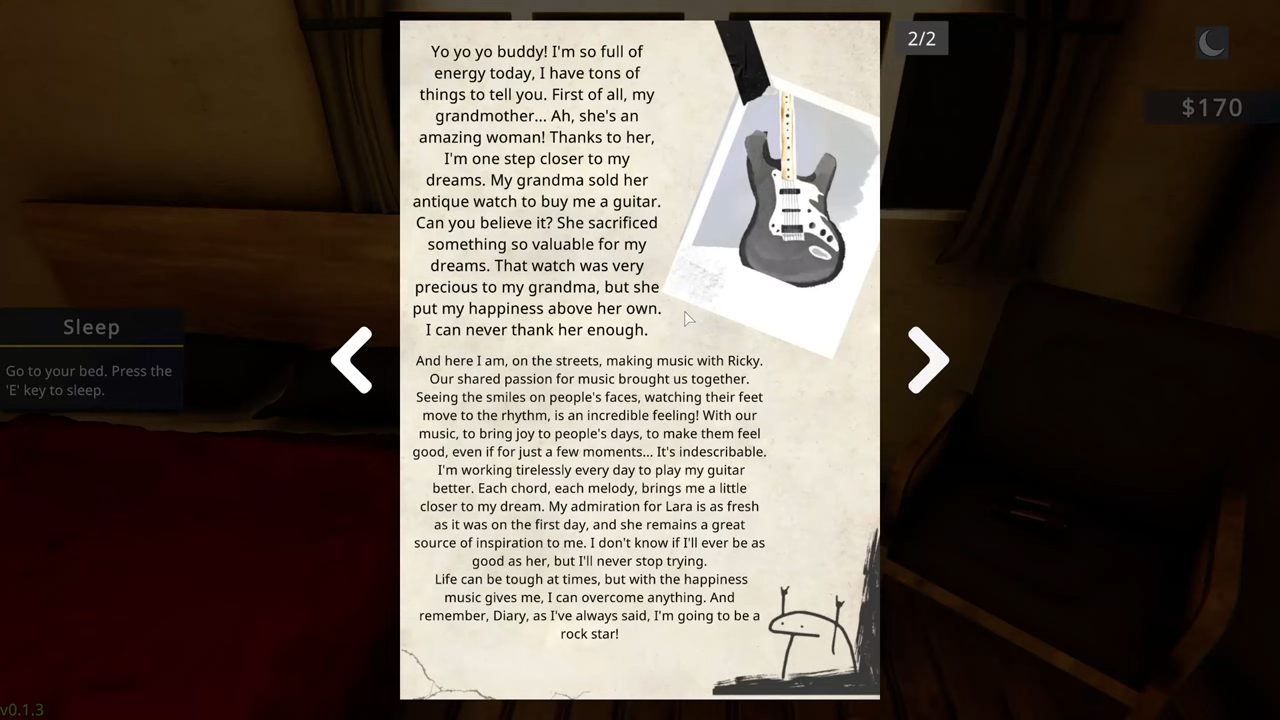 Yo yo yo buddy! I'm so full of
energy today, I have tons of
things to tell you. First of all, my
grandmother... Ah, she's an
amazing woman! Thanks to her,
I'm one step closer to my
dreams. My grandma sold her
antique watch to buy me a guitar.
Can you believe it? She sacrificed
something so valuable for my
dreams. That watch was very
precious to my grandma, but she
put my happiness above her own.
I can never thank her enough.
And here I am, on the streets, making music with Ricky.
Our shared passion for music brought us together.
Seeing the smiles on people's faces, watching their feet
move to the rhythm, is an incredible feeling! With our
music, to bring joy to people's days, to make them feel
good, even if for just a few moments... It's indescribable.
I'm working tirelessly every day to play my guitar
better. Each chord, each melody, brings me a little
closer to my dream. My admiration for Lara is as fresh
as it was on the first day, and she remains a great
source of inspiration to me. I don't know if I'll ever be as
good as her, but I'll never stop trying.
Life can be tough at times, but with the happiness
music gives me, I can overcome anything. And
remember, Diary, as I've always said, I'm going to be a
rock star!
2/2
$170
Sleep
Go to your bed. Press the
'E' key to sleep.
v0.1.3